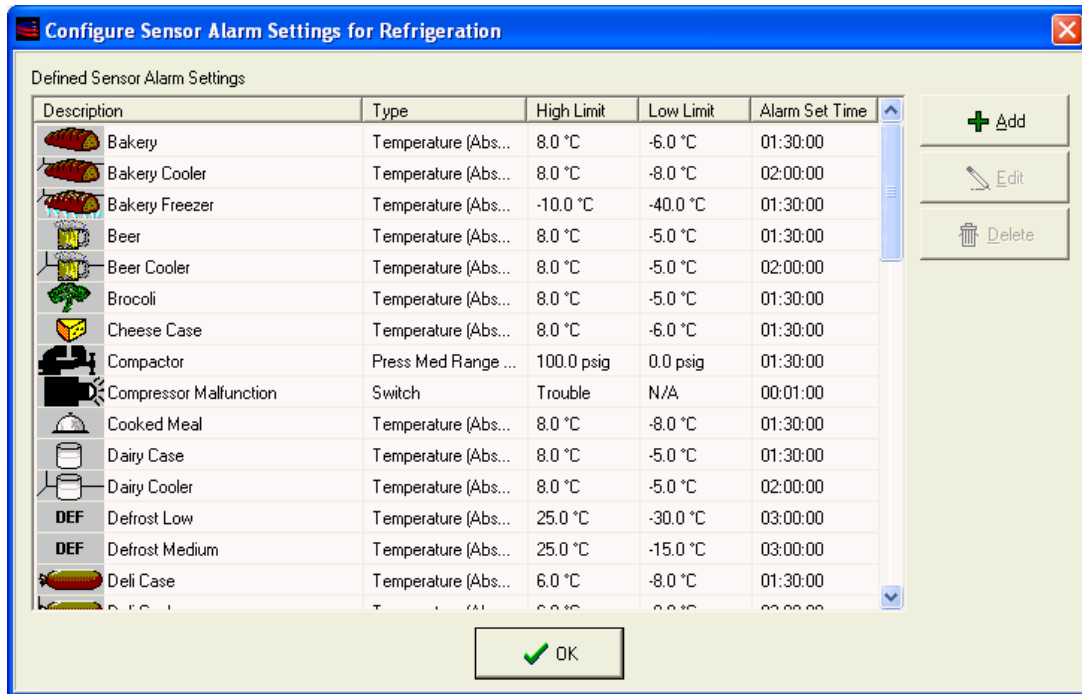 Configure Sensor Alarm Settings for Refrigeration
Defined Sensor Alarm Settings
Description Type High Limit Low Limit Alarm Set Time
Bakery Temperature (Abs... 8.0 °C -6.0 °C 01:30:00
Bakery Cooler Temperature (Abs... 8.0 °C -8.0 °C 02:00:00
Bakery Freezer Temperature (Abs... -10.0 °C -40.0 °C 01:30:00
Beer Temperature (Abs... 8.0 °C -5.0 °C 01:30:00
Beer Cooler Temperature (Abs... 8.0 °C -5.0 °C 02:00:00
Brocoli Temperature (Abs... 8.0 °C -5.0 °C 01:30:00
Cheese Case Temperature (Abs... 8.0 °C -6.0 °C 01:30:00
Compactor Press Med Range ... 100.0 psig 0.0 psig 01:30:00
Compressor Malfunction Switch Trouble N/A 00:01:00
Cooked Meal Temperature (Abs... 8.0 °C -8.0 °C 01:30:00
Dairy Case Temperature (Abs... 8.0 °C -5.0 °C 01:30:00
Dairy Cooler Temperature (Abs... 8.0 °C -5.0 °C 02:00:00
DEF Defrost Low Temperature (Abs... 25.0 °C -30.0 °C 03:00:00
DEF Defrost Medium Temperature (Abs... 25.0 °C -15.0 °C 03:00:00
Deli Case Temperature (Abs... 6.0 °C -8.0 °C 01:30:00
Add
Edit
Delete
OK